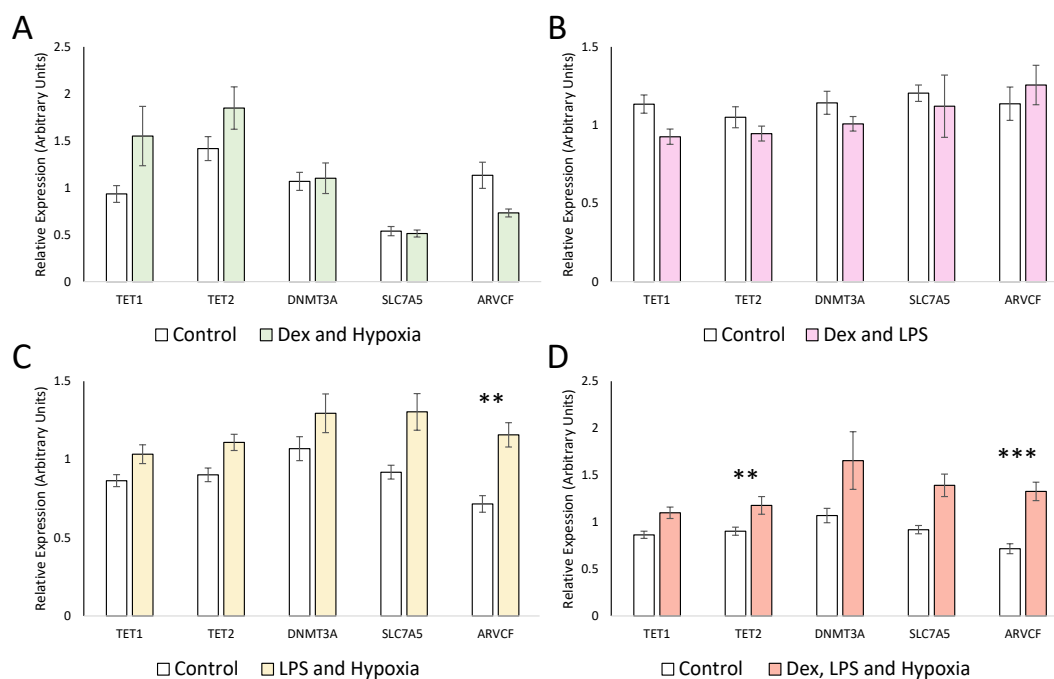 A
Relative Expression (Arbitrary Units)
2.5
2
1.5
1
0.5
0
TET1 TET2 DNMT3A SLC7A5 ARVCF
Control Dex and Hypoxia
B
Relative Expression (Arbitrary Units)
1.5
1
0.5
0
TET1 TET2 DNMT3A SLC7A5 ARVCF
Control Dex and LPS
C
Relative Expression (Arbitrary Units)
1.5
1
0.5
0
**
TET1 TET2 DNMT3A SLC7A5 ARVCF
Control LPS and Hypoxia
D
Relative Expession (Arbitrary Units)
2.5
2
1.5
1
0.5
0
** ***
TET1 TET2 DNMT3A SLC7A5 ARVCF
Control Dex, LPS and Hypoxia